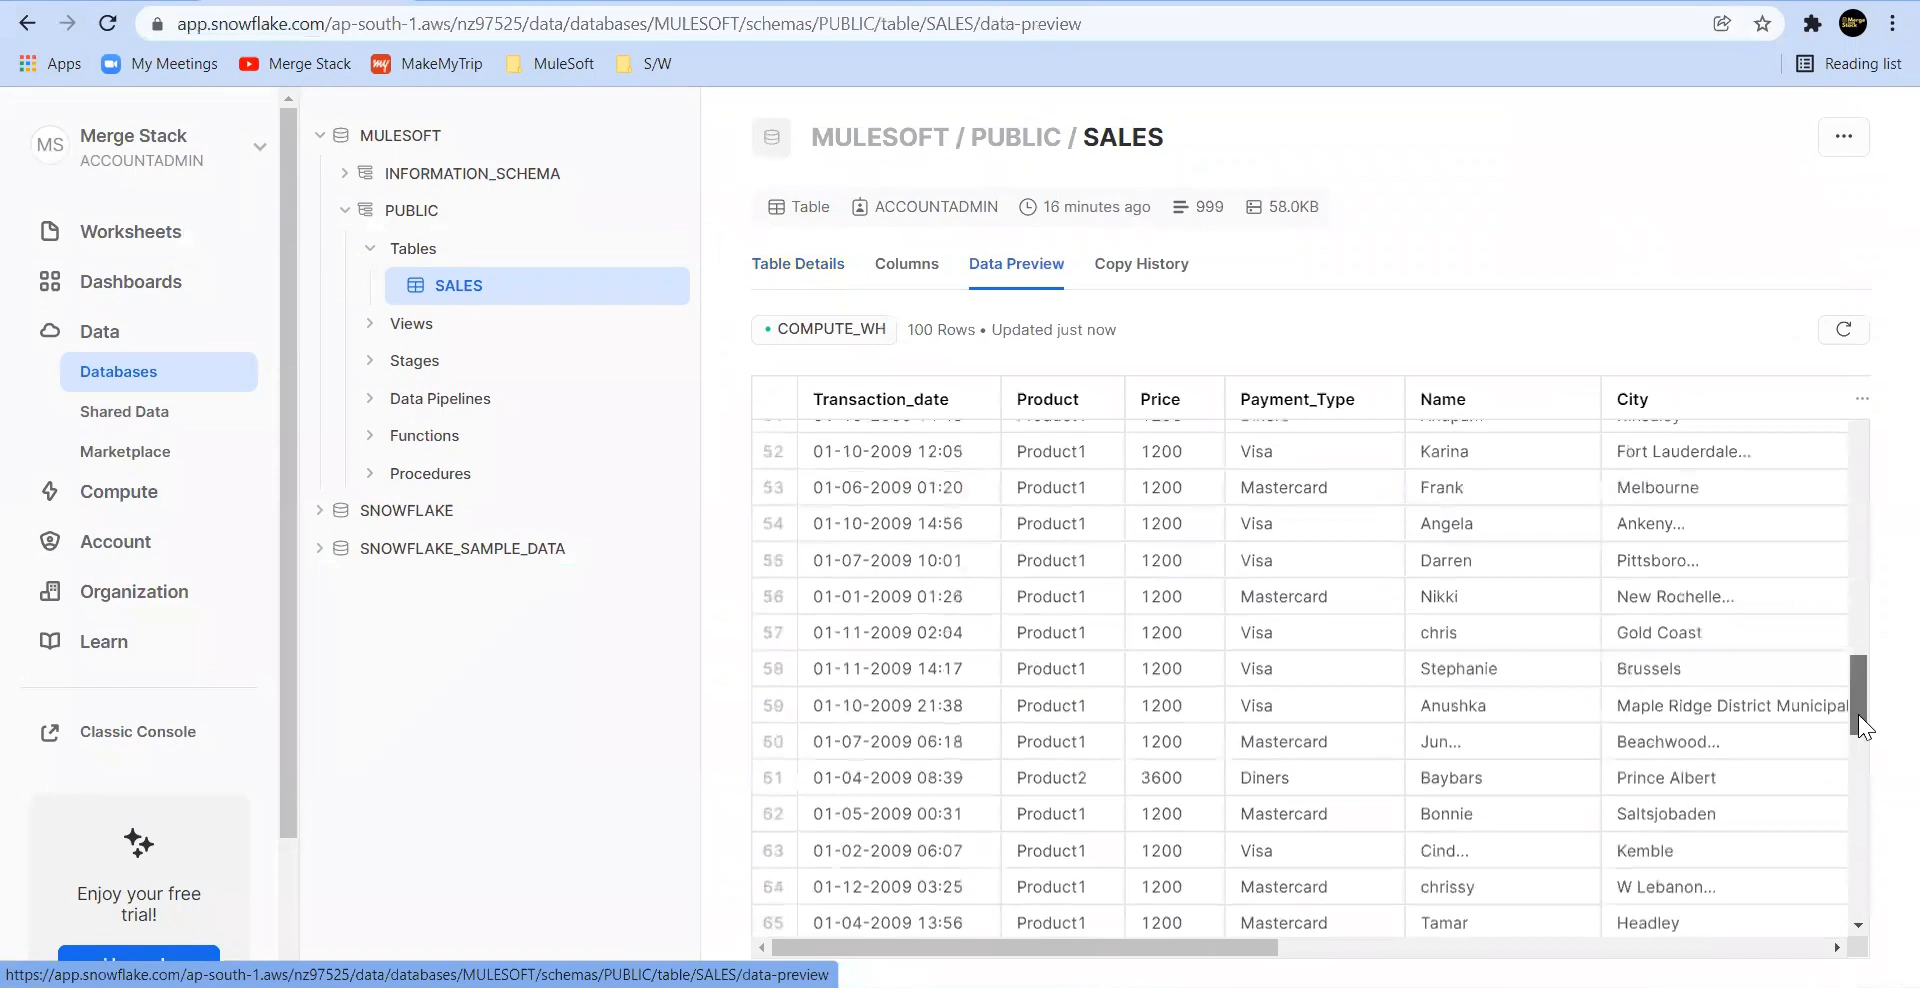 app.snowflake.com/ap-south-1.aws/nz97525/data/databases/MULESOFT/schemas/PUBLIC/table/SALES/data-preview
Apps My Meetings Merge Stack MakeMyTrip MuleSoft S/W Reading list
MS Merge Stack
ACCOUNTADMIN
Worksheets
Dashboards
Data
Databases
Shared Data
Marketplace
Compute
Account
Organization
Learn
Classic Console
Enjoy your free
trial!
MULESOFT
INFORMATION_SCHEMA
PUBLIC
Tables
SALES
Views
Stages
Data Pipelines
Functions
Procedures
SNOWFLAKE
SNOWFLAKE_SAMPLE_DATA
MULESOFT / PUBLIC / SALES
Table ACCOUNTADMIN 16 minutes ago 999 58.0KB
Table Details Columns Data Preview Copy History
COMPUTE_WH 100 Rows • Updated just now
Transaction_date Product Price Payment_Type Name City
52 01-10-2009 12:05 Product1 1200 Visa Karina Fort Lauderdale...
53 01-06-2009 01:20 Product1 1200 Mastercard Frank Melbourne
54 01-10-2009 14:56 Product1 1200 Visa Angela Ankeny...
55 01-07-2009 10:01 Product1 1200 Visa Darren Pittsboro...
56 01-01-2009 01:26 Product1 1200 Mastercard Nikki New Rochelle...
57 01-11-2009 02:04 Product1 1200 Visa chris Gold Coast
58 01-11-2009 14:17 Product1 1200 Visa Stephanie Brussels
59 01-10-2009 21:38 Product1 1200 Visa Anushka Maple Ridge District Municipal
60 01-07-2009 06:18 Product1 1200 Mastercard Jun... Beachwood...
61 01-04-2009 08:39 Product2 3600 Diners Baybars Prince Albert
62 01-05-2009 00:31 Product1 1200 Mastercard Bonnie Saltsjobaden
63 01-02-2009 06:07 Product1 1200 Visa Cind... Kemble
64 01-12-2009 03:25 Product1 1200 Mastercard chrissy W Lebanon...
65 01-04-2009 13:56 Product1 1200 Mastercard Tamar Headley
https://app.snowflake.com/ap-south-1.aws/nz97525/data/databases/MULESOFT/schemas/PUBLIC/table/SALES/data-preview